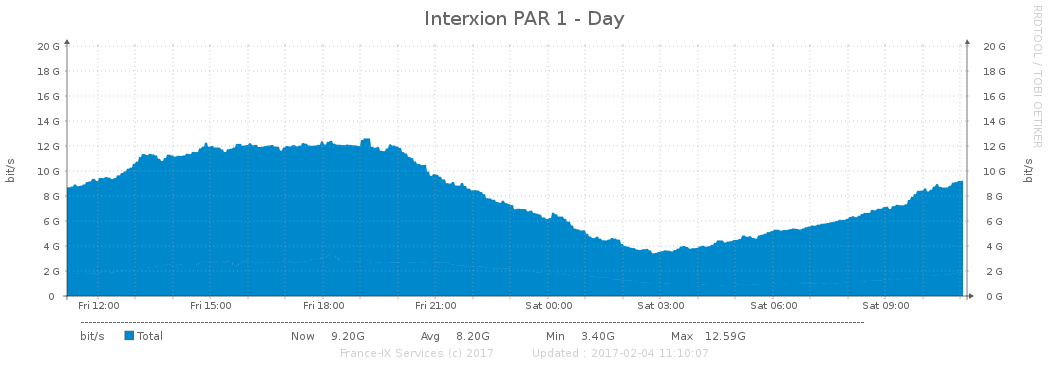 Interxion PAR 1 - Day
RRDTOOL / TOBI OETIKER
bit/s
20 G 20 G
18 G 18 G
16 G 16 G
14 G 14 G
12 G 12 G
10 G 10 G
8 G 8 G
6 G 6 G
4 G 4 G
2 G 2 G
0 0 G
bit/s
Fri 12:00 Fri 15:00 Fri 18:00 Fri 21:00 Sat 00:00 Sat 03:00 Sat 06:00 Sat 09:00
bit/s Total Now 9.20G Avg 8.20G Min 3.40G Max 12.59G
France-IX Services (c) 2017 Updated : 2017-02-04 11:10:07